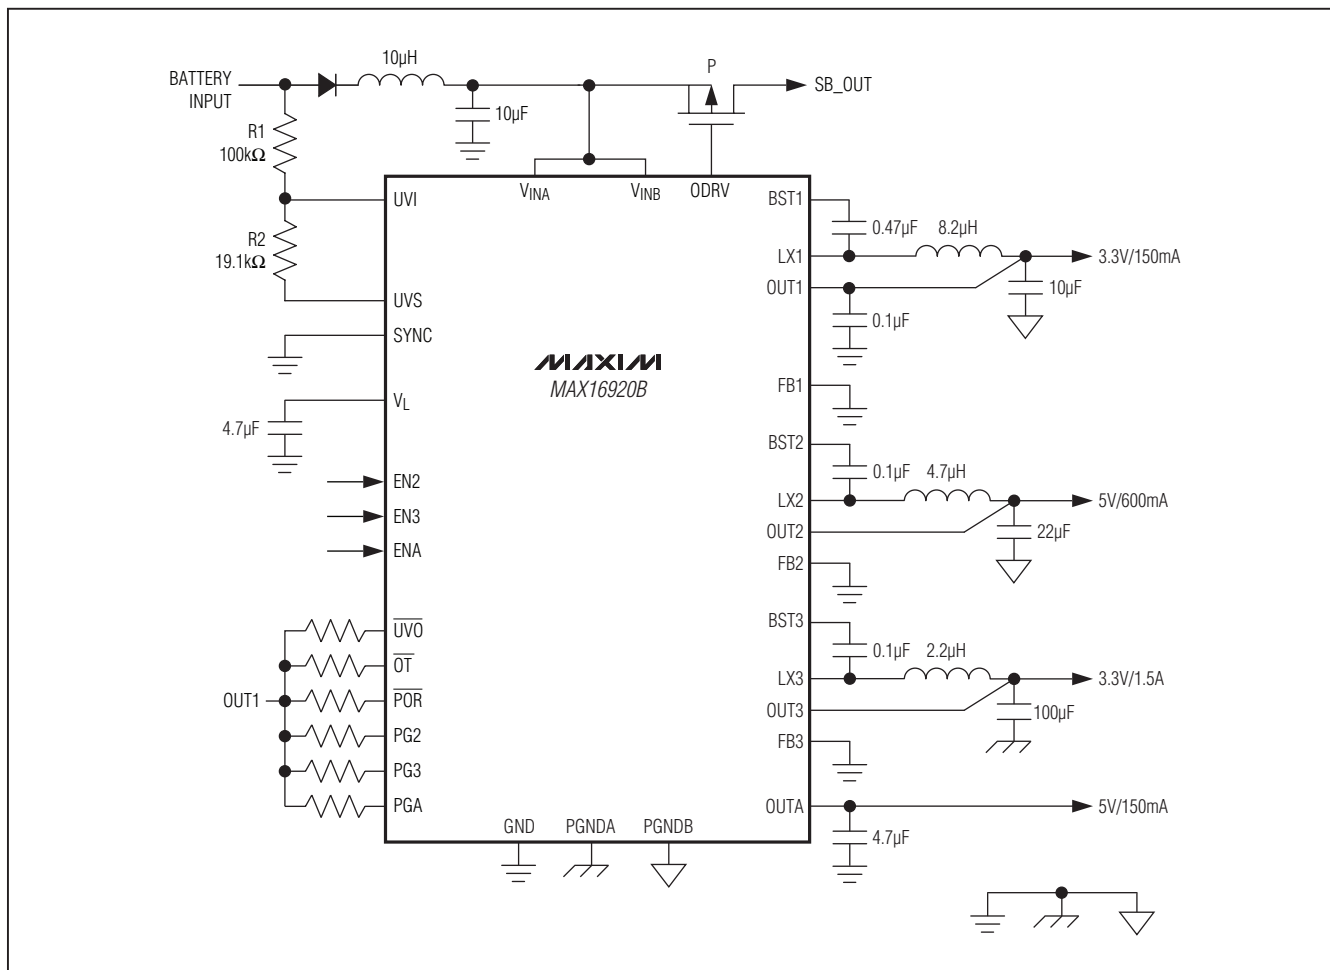 10µH
P
BATTERY
INPUT
SB_OUT
10µF
R1
100kΩ
VINA
VINB
ODRV
UVI
BST1
0.47µF
8.2µH
R2
19.1kΩ
LX1
3.3V/150mA
OUT1
10µF
UVS
0.1µF
SYNC
MAXIM
MAX16920B
FB1
VL
4.7µF
BST2
0.1µF
4.7µH
EN2
LX2
5V/600mA
EN3
OUT2
22µF
ENA
FB2
BST3
UVO
0.1µF
2.2µH
OT
LX3
3.3V/1.5A
OUT1
POR
OUT3
100µF
PG2
FB3
PG3
PGA
OUTA
5V/150mA
GND
PGNDA
PGNDB
4.7µF